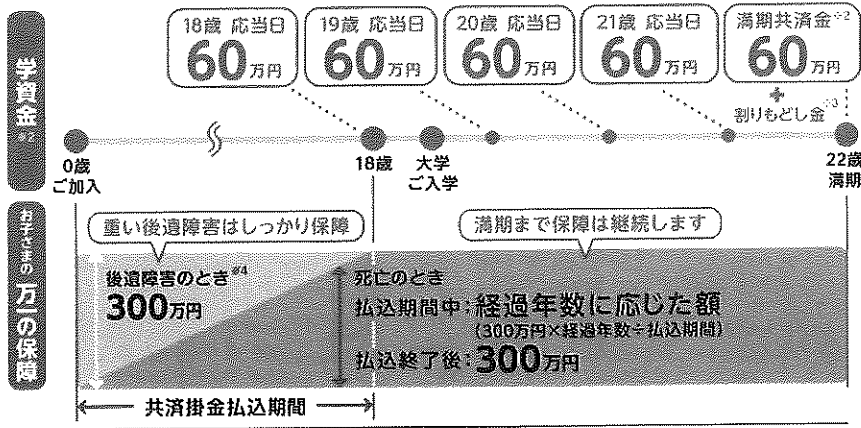 18歳 応当日
60万円
19歳 応当日
60万円
20歳 応当日
60万円
21歳 応当日
60万円
満期共済金※2
60万円
+
割りもどし金※3
学資金※2
0歳
ご加入
18歳
大学
ご入学
22歳
満期
お子さまの万一の保障
重い後遺障害はしっかり保障
満期まで保障は継続します
後遺障害のとき※4
300万円
死亡のとき
払込期間中:経過年数に応じた額
(300万円×経過年数÷払込期間)
払込終了後:300万円
共済掛金払込期間